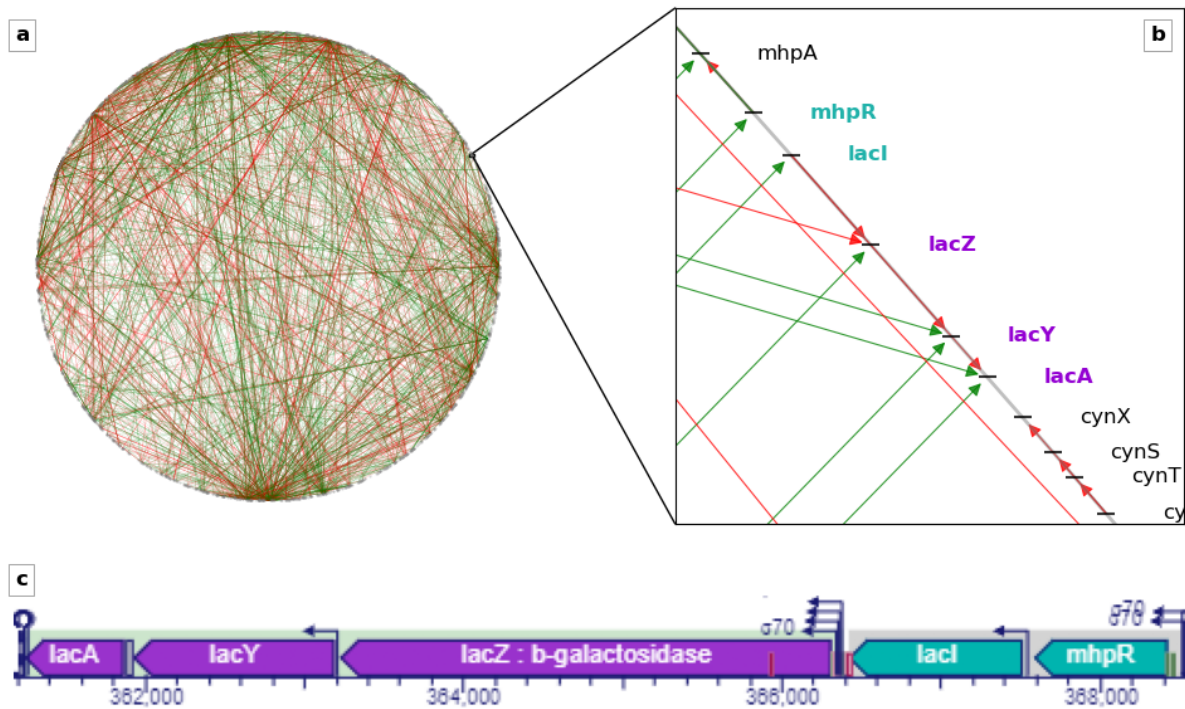 a
b
mhpA
mhpR
lacI
lacZ
lacY
lacA
cynX
cynS
cynT
cy
c
σ70
σ70
lacA
lacY
lacZ : b-galactosidase
lacI
mhpR
362,000
364,000
366,000
368,000